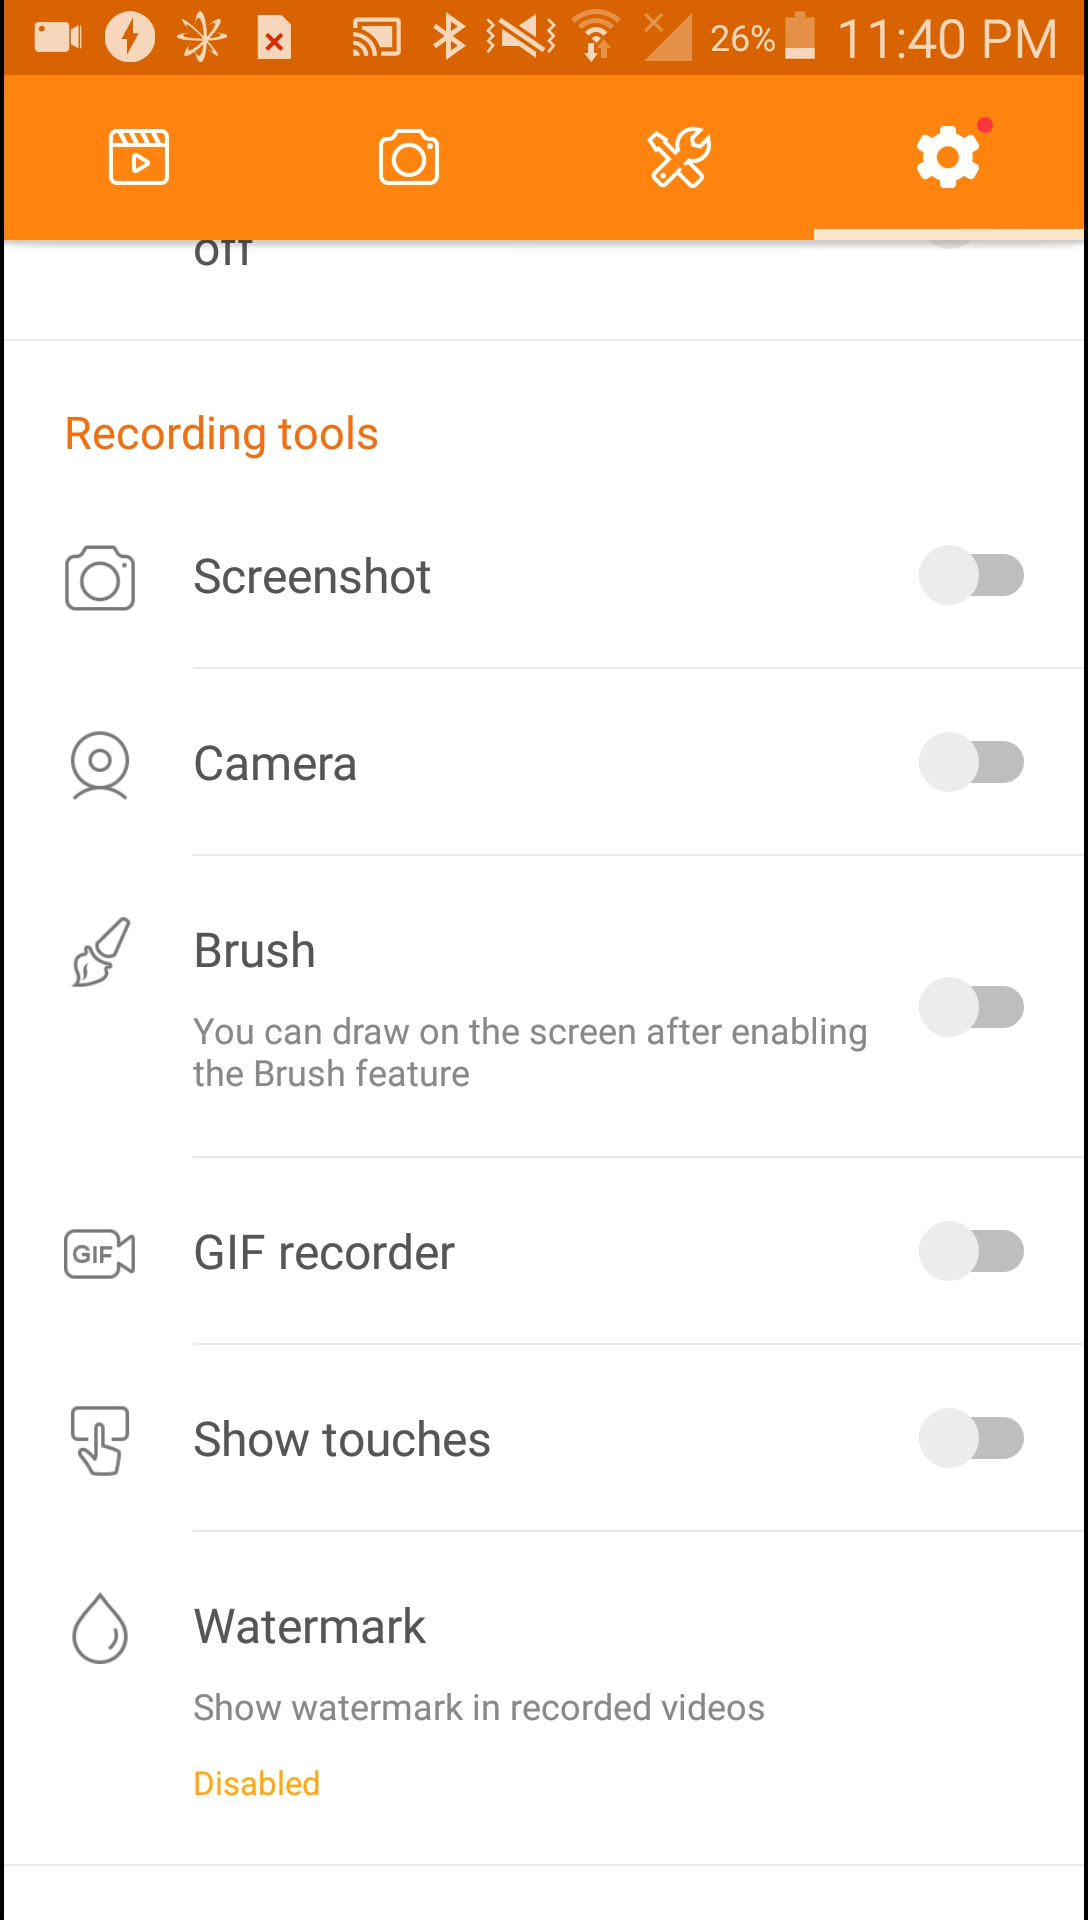 26% 11:40 PM
off
Recording tools
Screenshot
Camera
Brush
You can draw on the screen after enabling
the Brush feature
GIF GIF recorder
Show touches
Watermark
Show watermark in recorded videos
Disabled